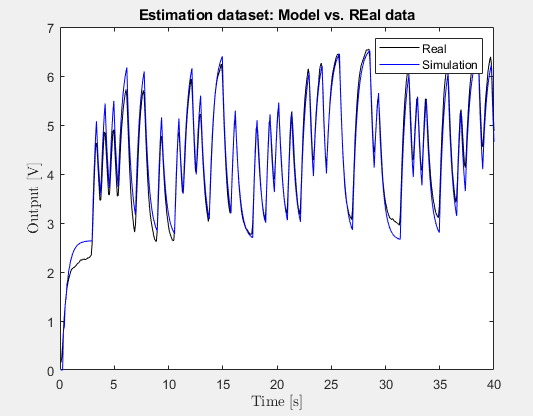 Estimation dataset: Model vs. REal data
Real
Simulation
Output [V]
7
6
5
4
3
2
1
0
0 5 10 15 20 25 30 35 40
Time [s]